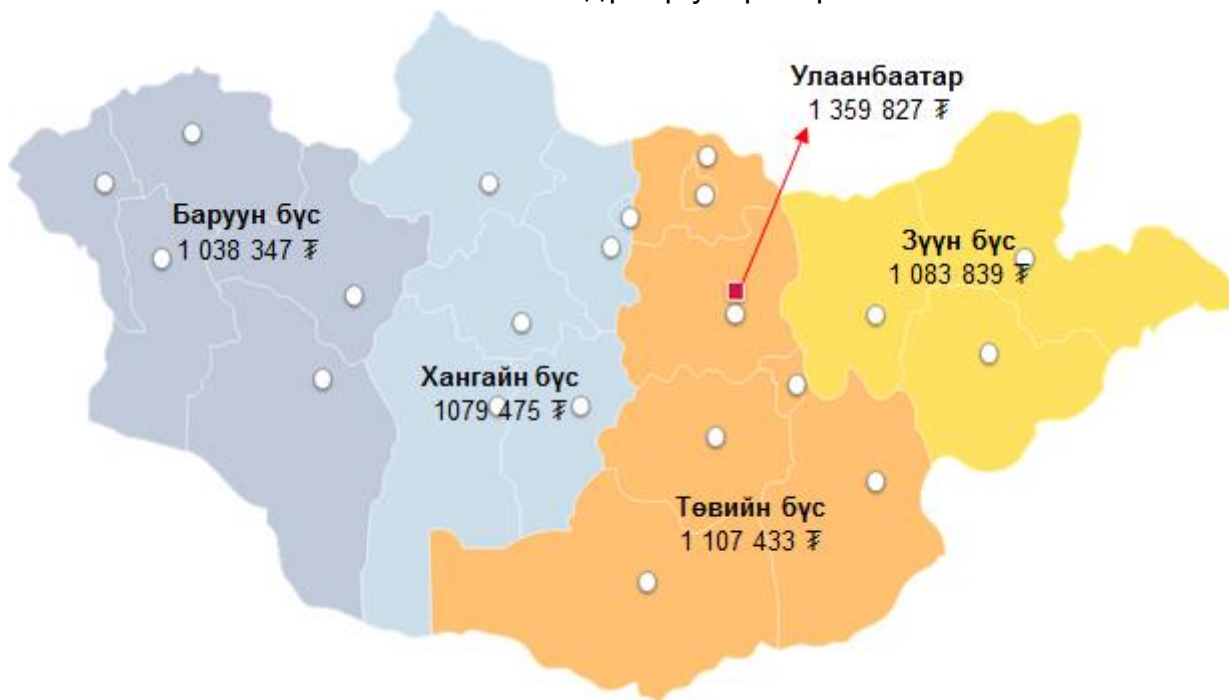 Улаанбаатар
1 359 827 ₮
Баруун бүс
1 038 347 ₮
Зүүн бүс
1 083 839 ₮
Хангайн бүс
1079 475 ₮
Төвийн бүс
1 107 433 ₮